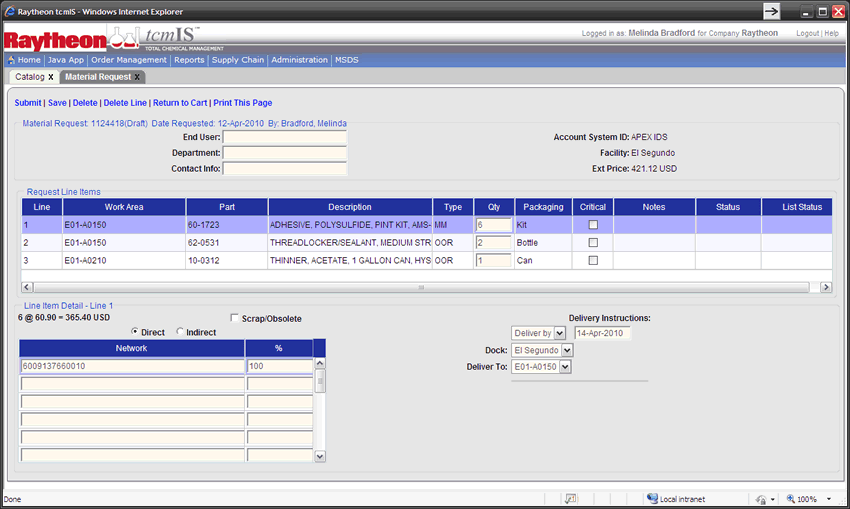 Raytheon tcmIS - Windows Internet Explorer
Raytheon tcmIS™
TOTAL CHEMICAL MANAGEMENT
Logged in as: Melinda Bradford for Company Raytheon Logout | Help
Home Java App Order Management Reports Supply Chain Administration MSDS
Catalog x Material Request x
Submit | Save | Delete | Delete Line | Return to Cart | Print This Page
Material Request: 1124418(Draft) Date Requested: 12-Apr-2010 By: Bradford, Melinda
End User: Account System ID: APEX IDS
Department: Facility: El Segundo
Contact Info: Ext Price: 421.12 USD
Request Line Items
Line Work Area Part Description Type Qty Packaging Critical Notes Status List Status
1 E01-A0150 60-1723 ADHESIVE, POLYSULFIDE, PINT KIT, AMS- MM 6 Kit
2 E01-A0150 62-0531 THREADLOCKER/SEALANT, MEDIUM STR OOR 2 Bottle
3 E01-A0210 10-0312 THINNER, ACETATE, 1 GALLON CAN, HYS OOR 1 Can
Line Item Detail - Line 1
6 @ 60.90 = 365.40 USD Scrap/Obsolete Delivery Instructions:
Direct Indirect Deliver by 14-Apr-2010
Network % Dock: El Segundo
6009137660010 100 Deliver To: E01-A0150
Done Local intranet 100%